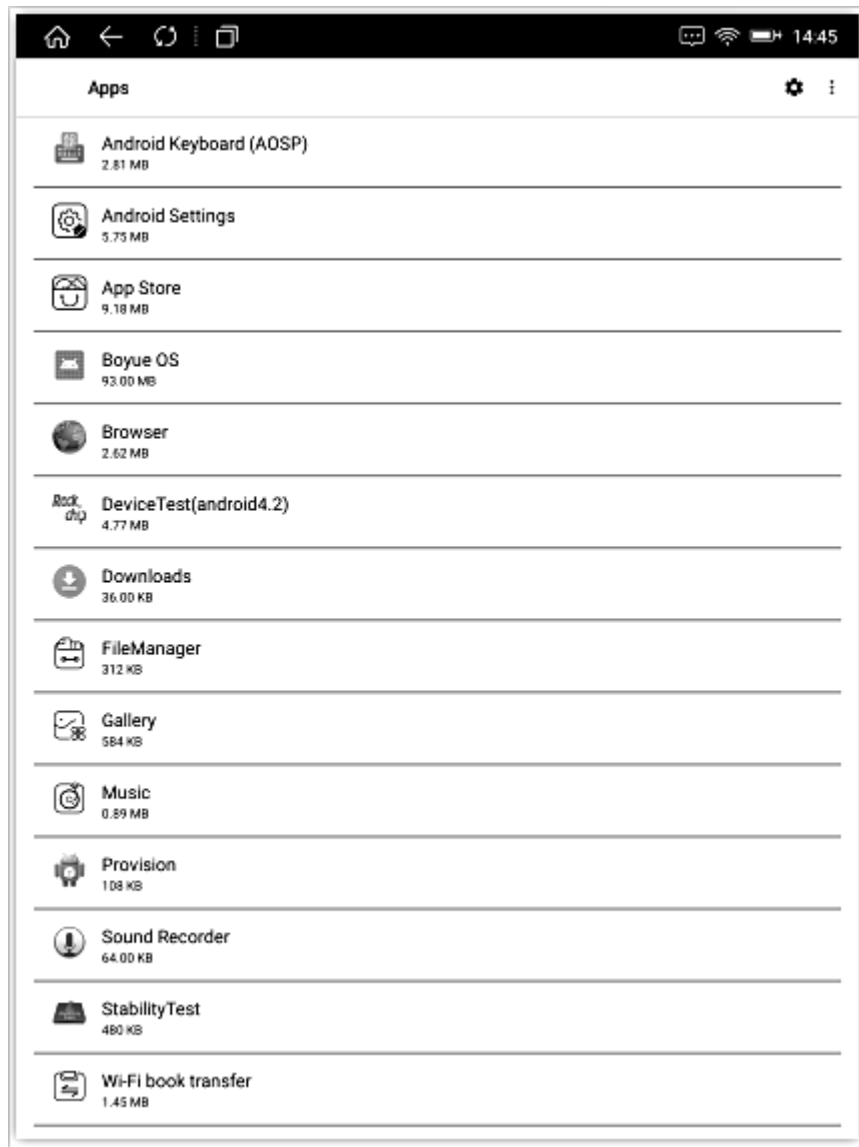 14:45
Apps
Android Keyboard (AOSP)
2.81 MB
Android Settings
5.75 MB
App Store
9.18 MB
Boyue OS
93.00 MB
Browser
2.62 MB
Rock
chip
DeviceTest(android4.2)
4.77 MB
Downloads
36.00 KB
FileManager
312 KB
Gallery
584 KB
Music
0.89 MB
Provision
108 KB
Sound Recorder
64.00 KB
StabilityTest
480 KB
Wi-Fi book transfer
1.45 MB